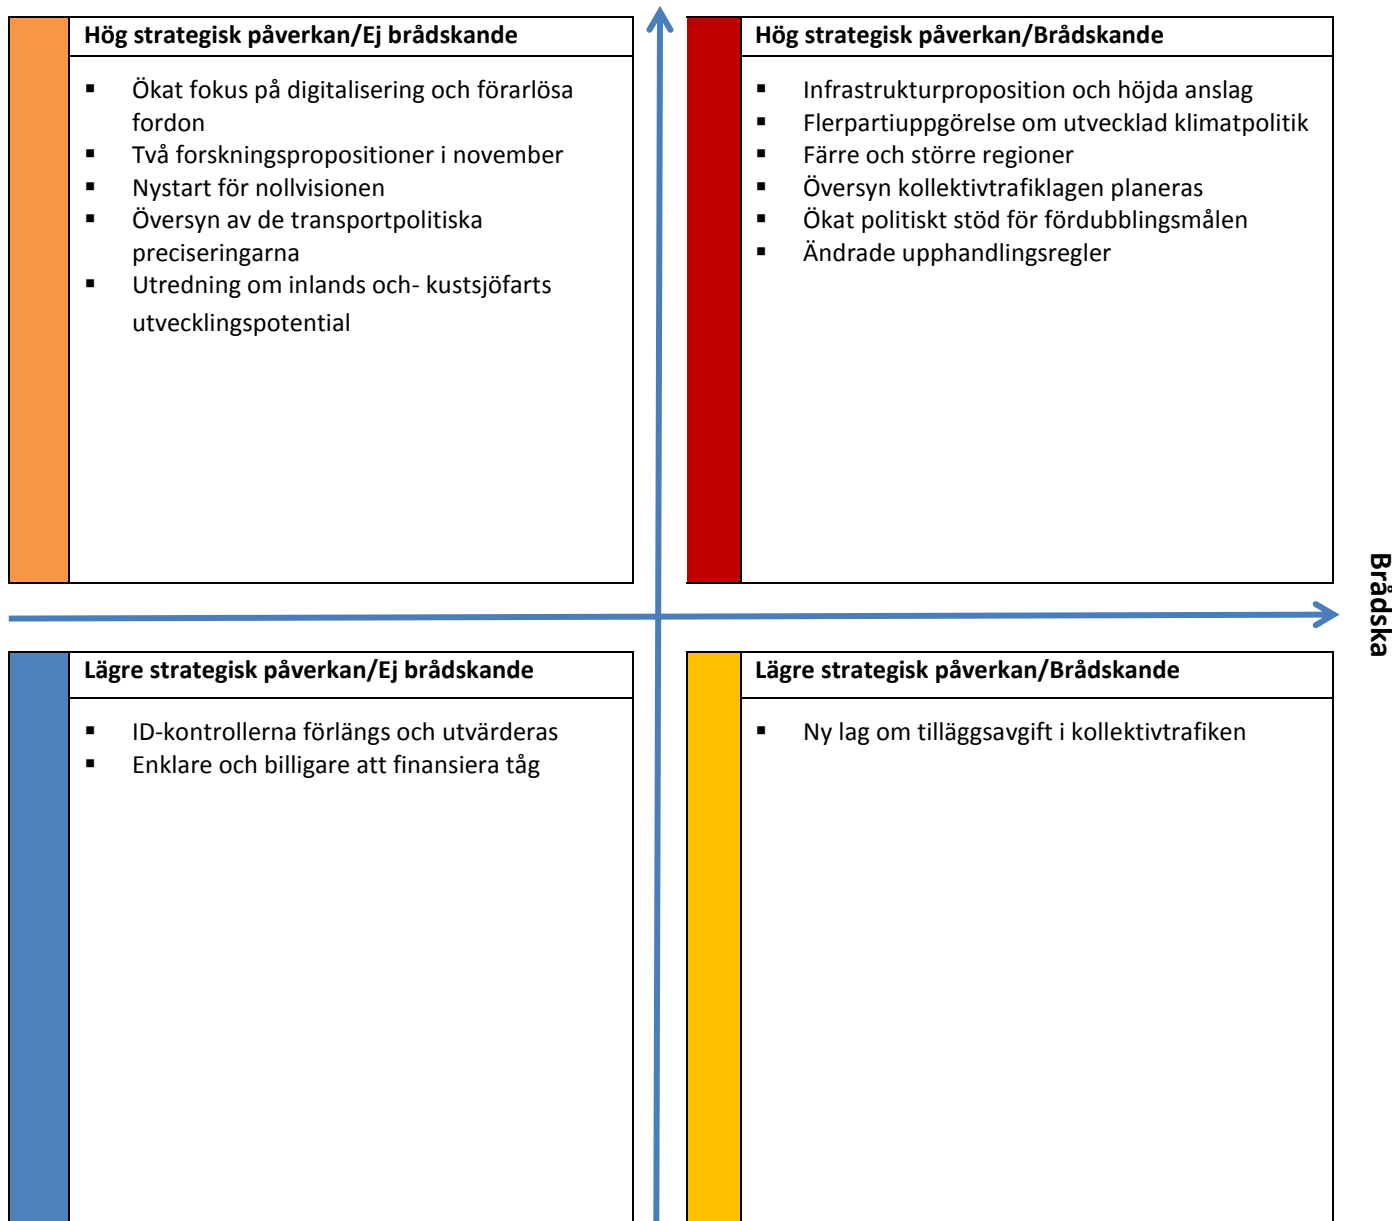 Hög strategisk påverkan/Ej brådskande
▪ Ökat fokus på digitalisering och förarlösa
fordon
▪ Två forskningspropositioner i november
▪ Nystart för nollvisionen
▪ Översyn av de transportpolitiska
preciseringarna
▪ Utredning om inlands och- kustsjöfarts
utvecklingspotential
Hög strategisk påverkan/Brådskande
▪ Infrastrukturproposition och höjda anslag
▪ Flerpartiuppgörelse om utvecklad klimatpolitik
▪ Färre och större regioner
▪ Översyn kollektivtrafiklagen planeras
▪ Ökat politiskt stöd för fördubblingsmålen
▪ Ändrade upphandlingsregler
Brådska
Lägre strategisk påverkan/Ej brådskande
▪ ID-kontrollerna förlängs och utvärderas
▪ Enklare och billigare att finansiera tåg
Lägre strategisk påverkan/Brådskande
▪ Ny lag om tilläggsavgift i kollektivtrafiken